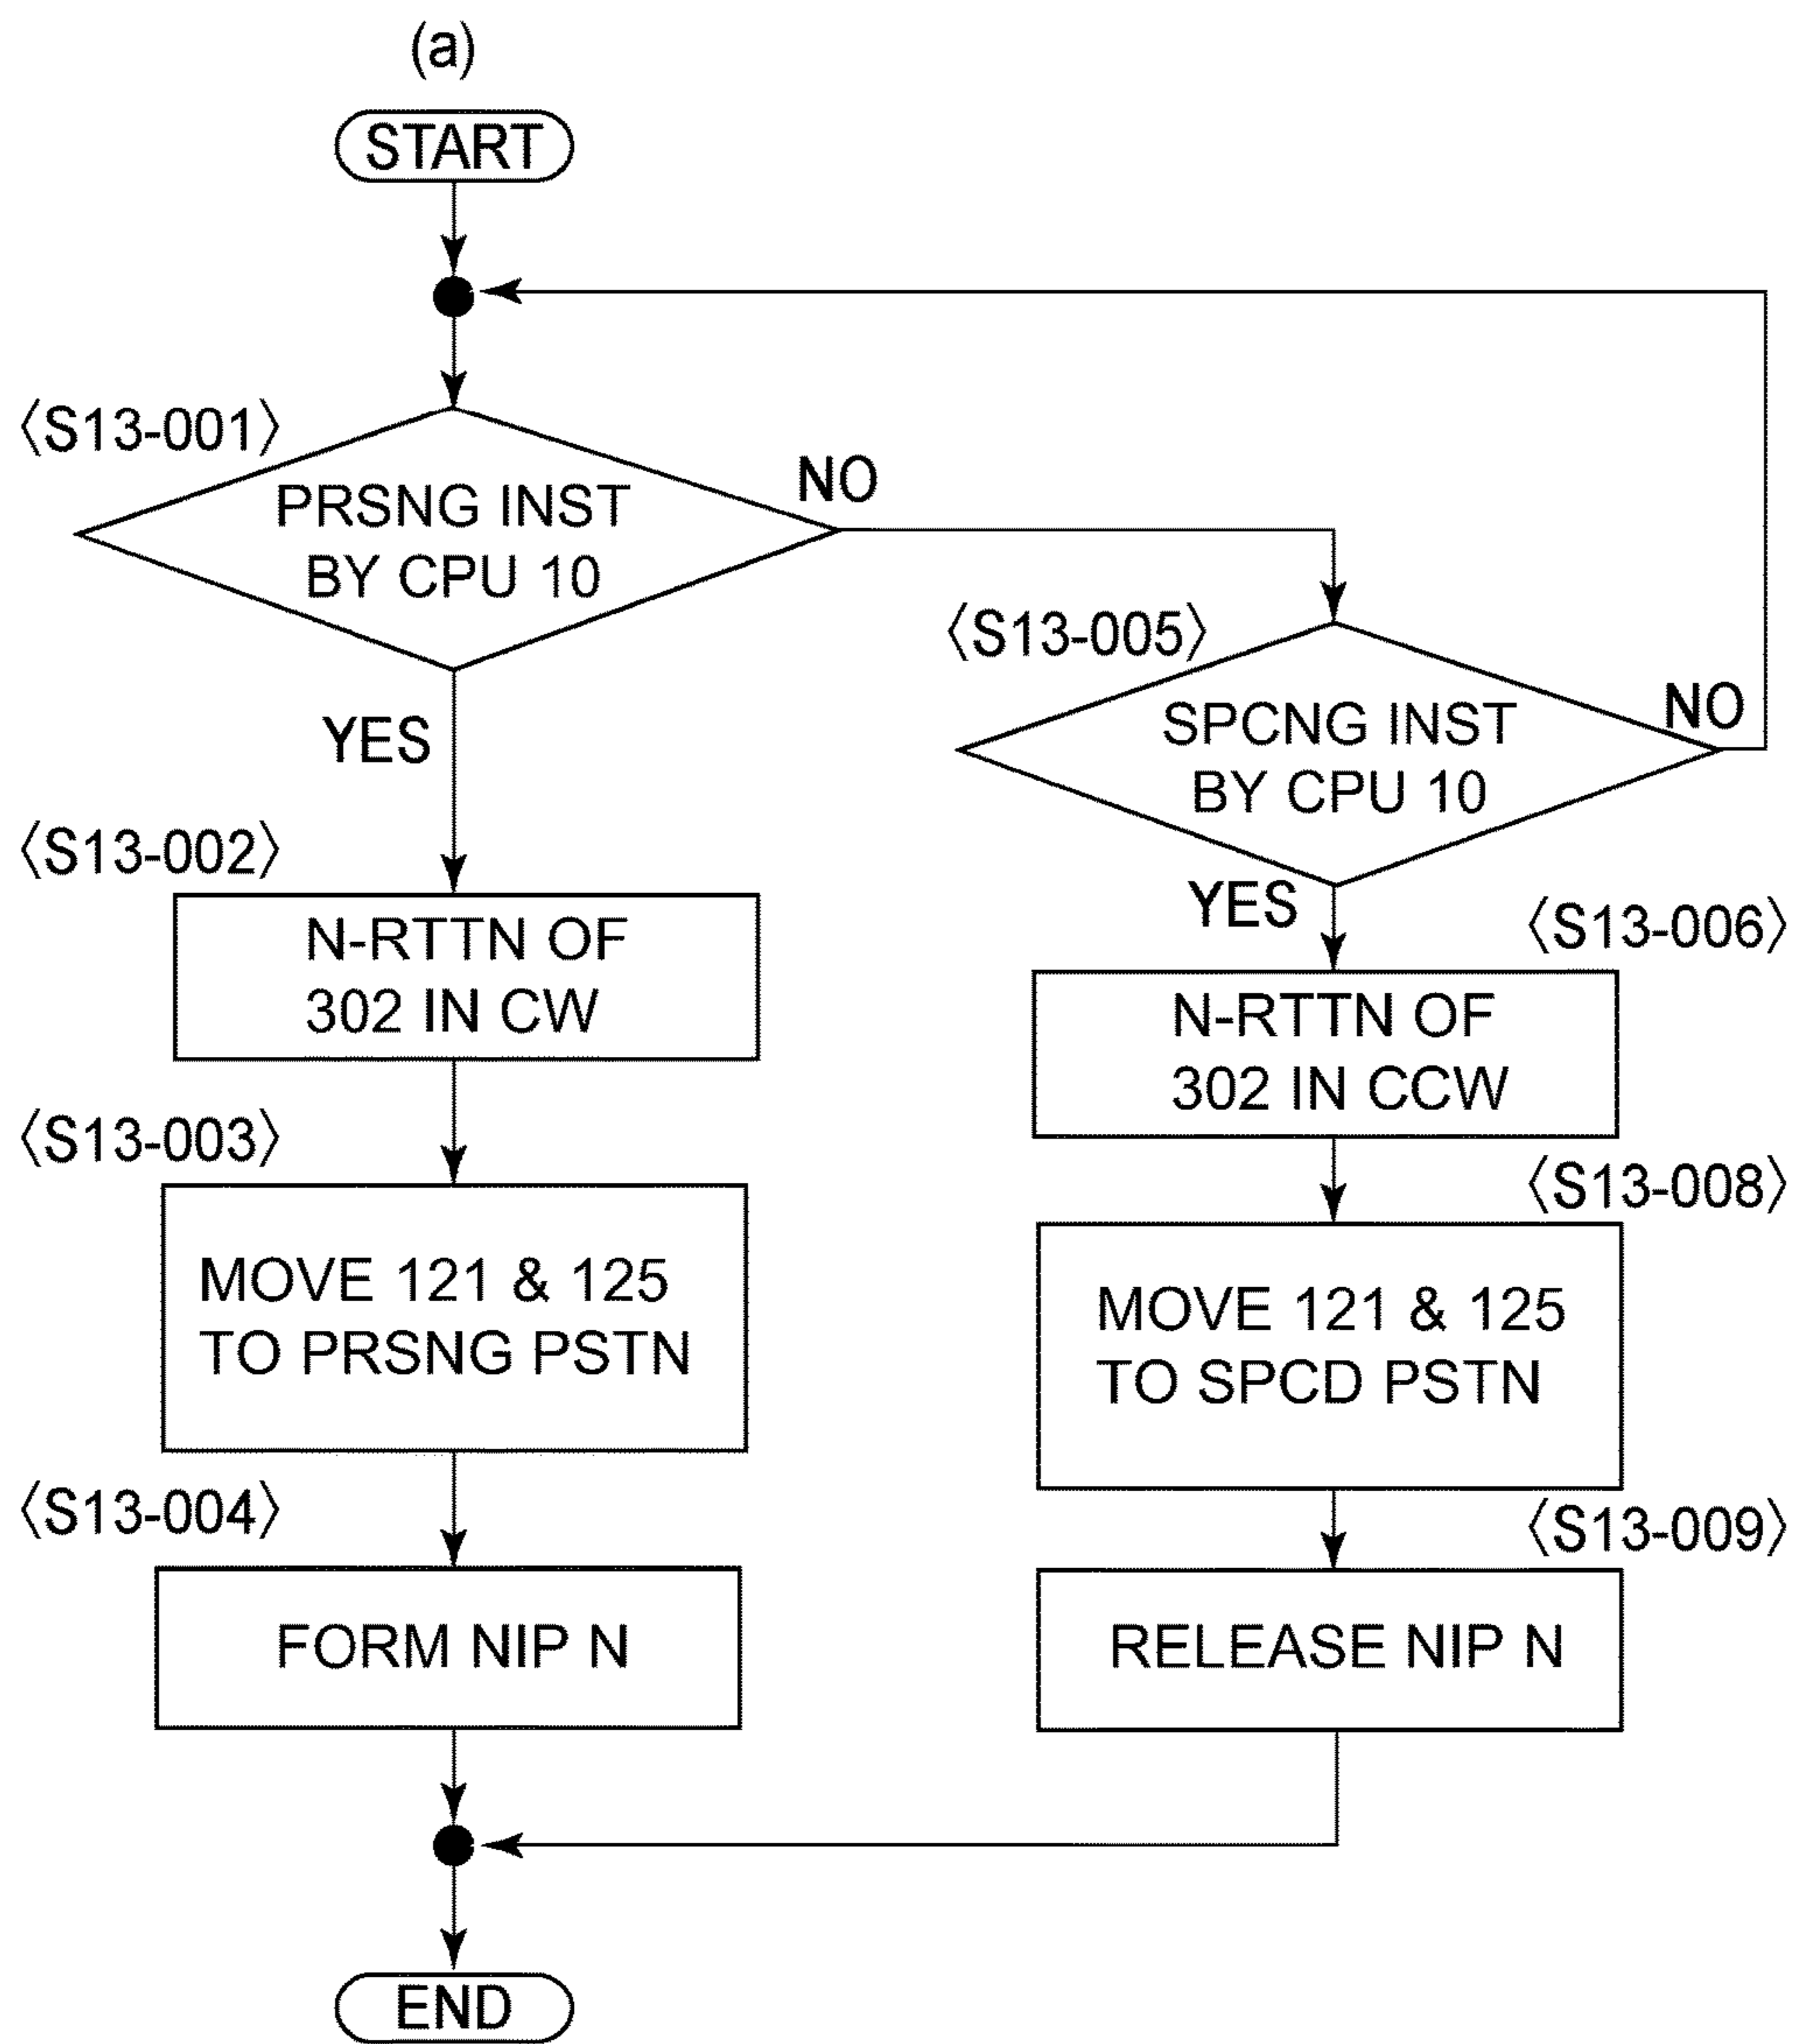 (a)
START
〈S13-001〉
PRSNG INST
BY CPU 10
NO
YES
〈S13-002〉
N-RTTN OF
302 IN CW
〈S13-003〉
MOVE 121 & 125
TO PRSNG PSTN
〈S13-004〉
FORM NIP N
〈S13-005〉
SPCNG INST
BY CPU 10
NO
YES
〈S13-006〉
N-RTTN OF
302 IN CCW
〈S13-008〉
MOVE 121 & 125
TO SPCD PSTN
〈S13-009〉
RELEASE NIP N
END